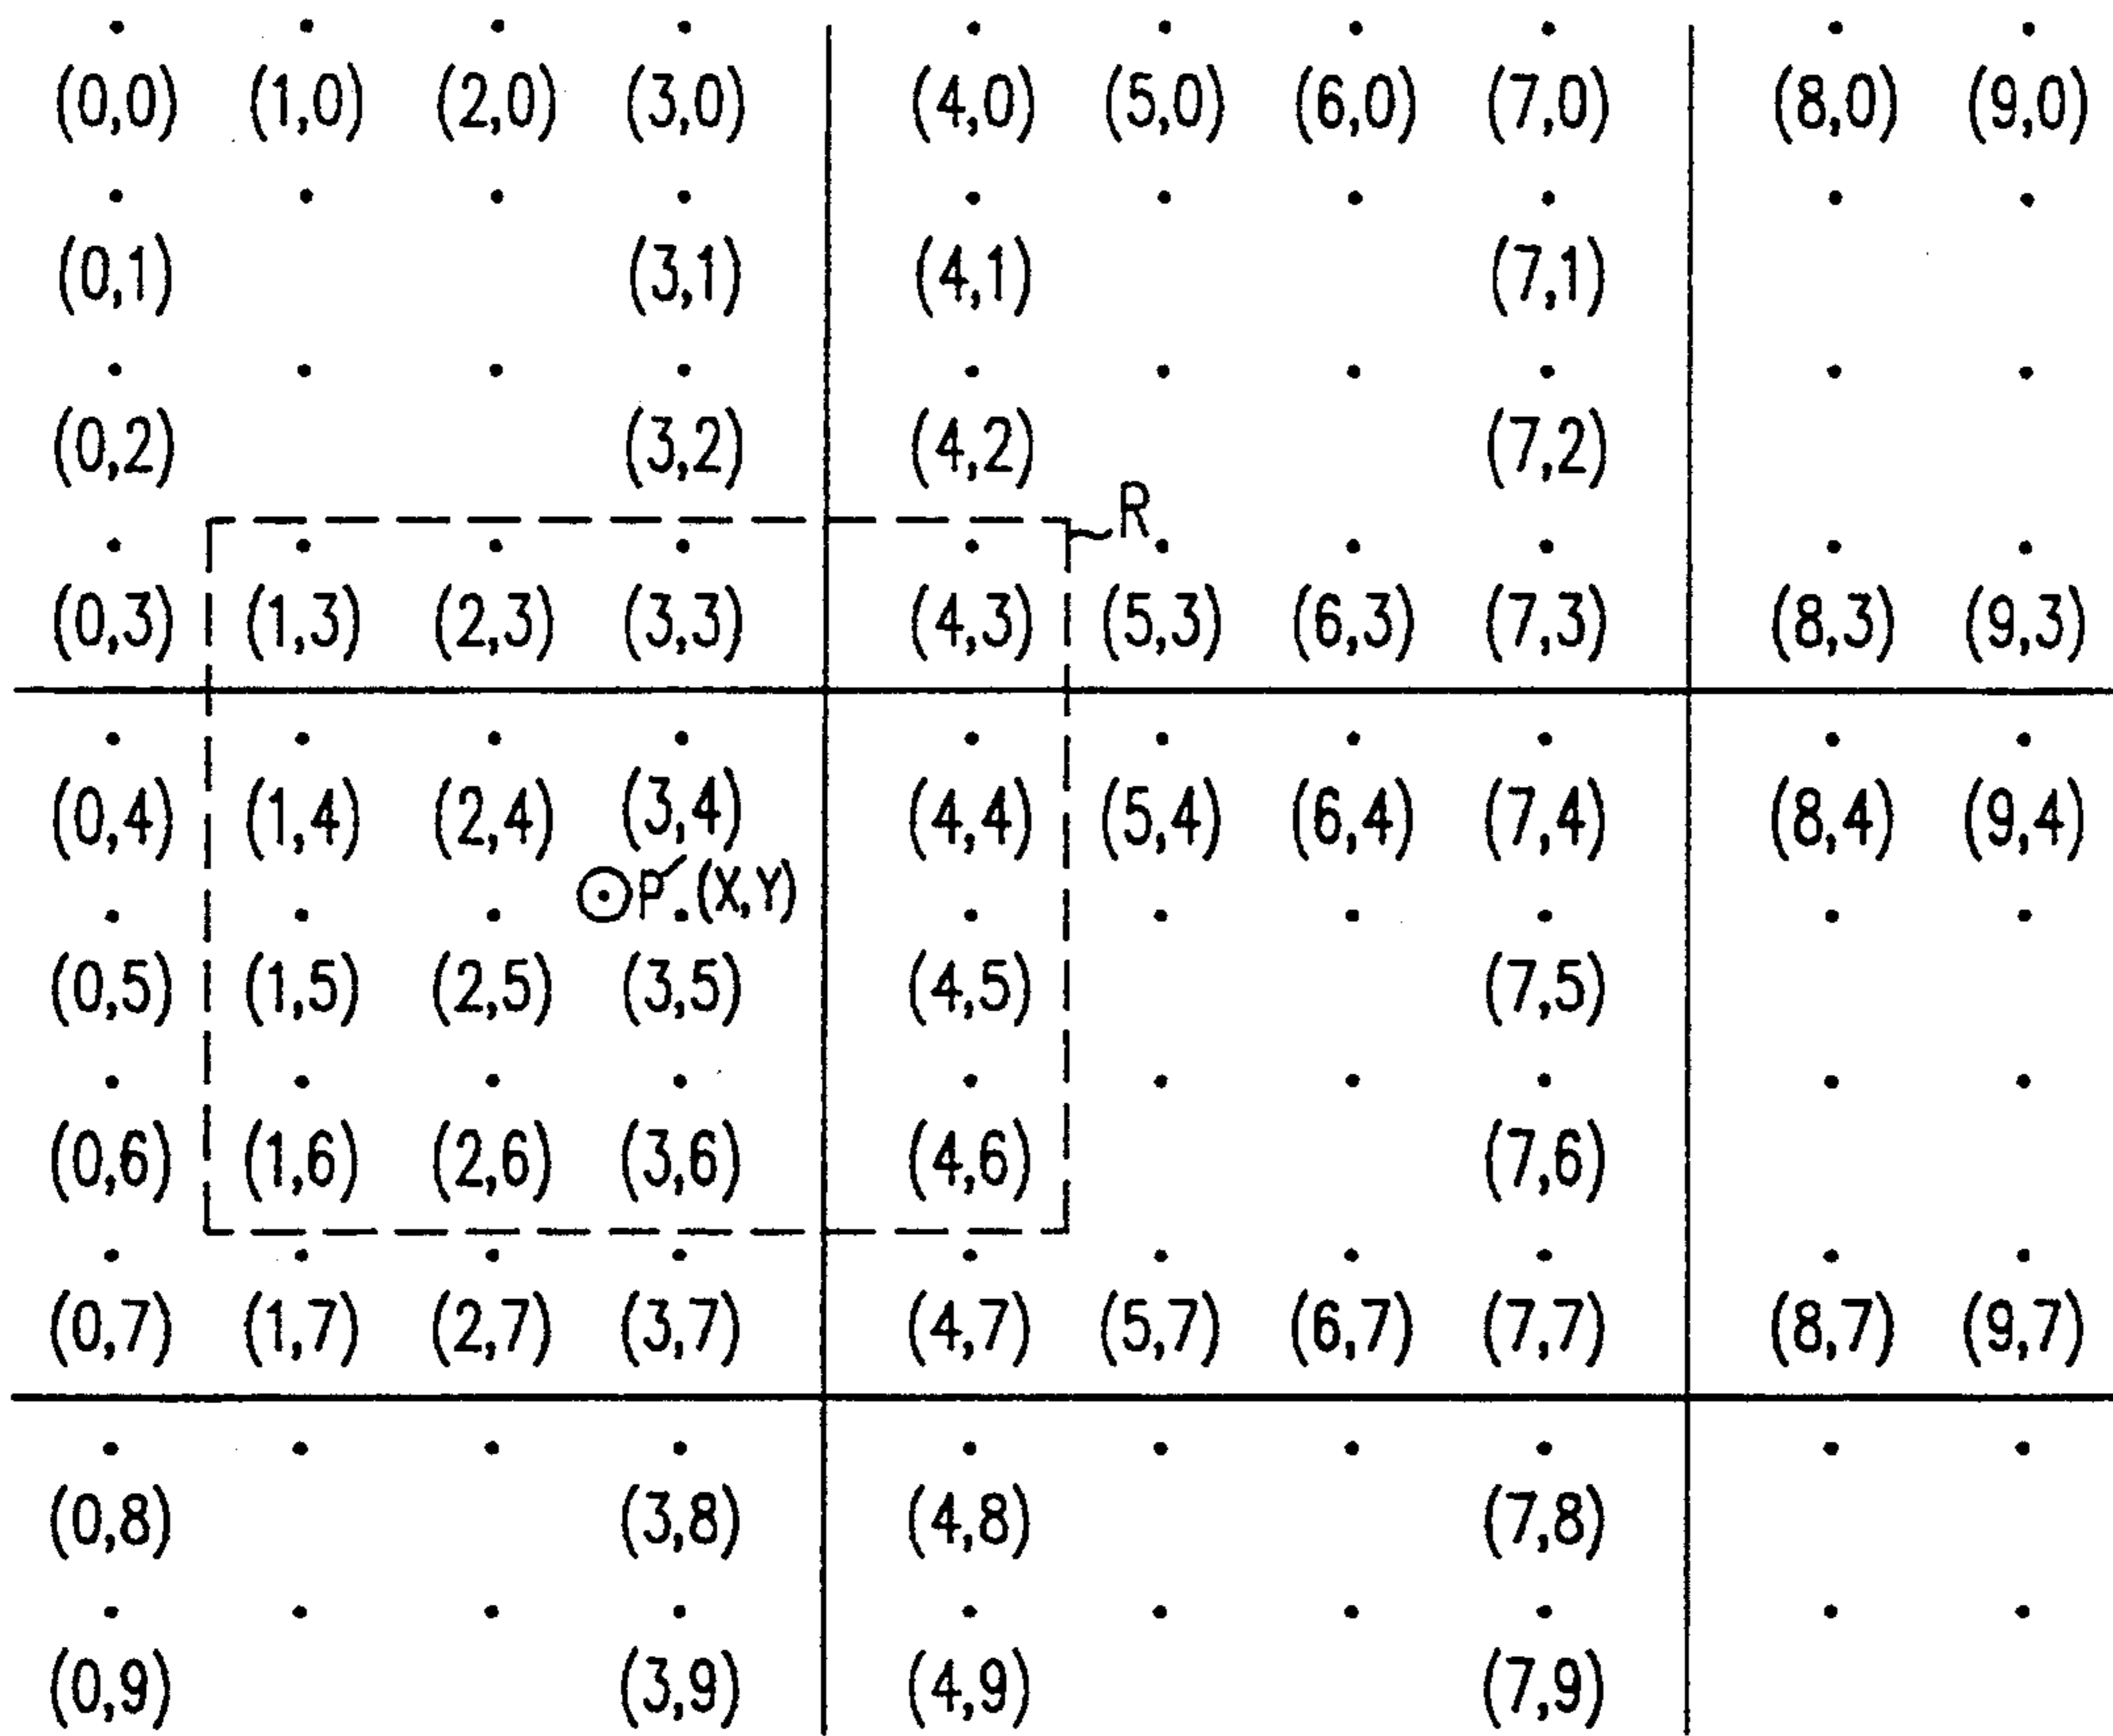 (0,0) (1,0) (2,0) (3,0) (4,0) (5,0) (6,0) (7,0) (8,0) (9,0)
(0,1) (3,1) (4,1) (7,1)
(0,2) (3,2) (4,2) (7,2)
R
(0,3) (1,3) (2,3) (3,3) (4,3) (5,3) (6,3) (7,3) (8,3) (9,3)
(0,4) (1,4) (2,4) (3,4) (4,4) (5,4) (6,4) (7,4) (8,4) (9,4)
P´(X,Y)
(0,5) (1,5) (2,5) (3,5) (4,5) (7,5)
(0,6) (1,6) (2,6) (3,6) (4,6) (7,6)
(0,7) (1,7) (2,7) (3,7) (4,7) (5,7) (6,7) (7,7) (8,7) (9,7)
(0,8) (3,8) (4,8) (7,8)
(0,9) (3,9) (4,9) (7,9)